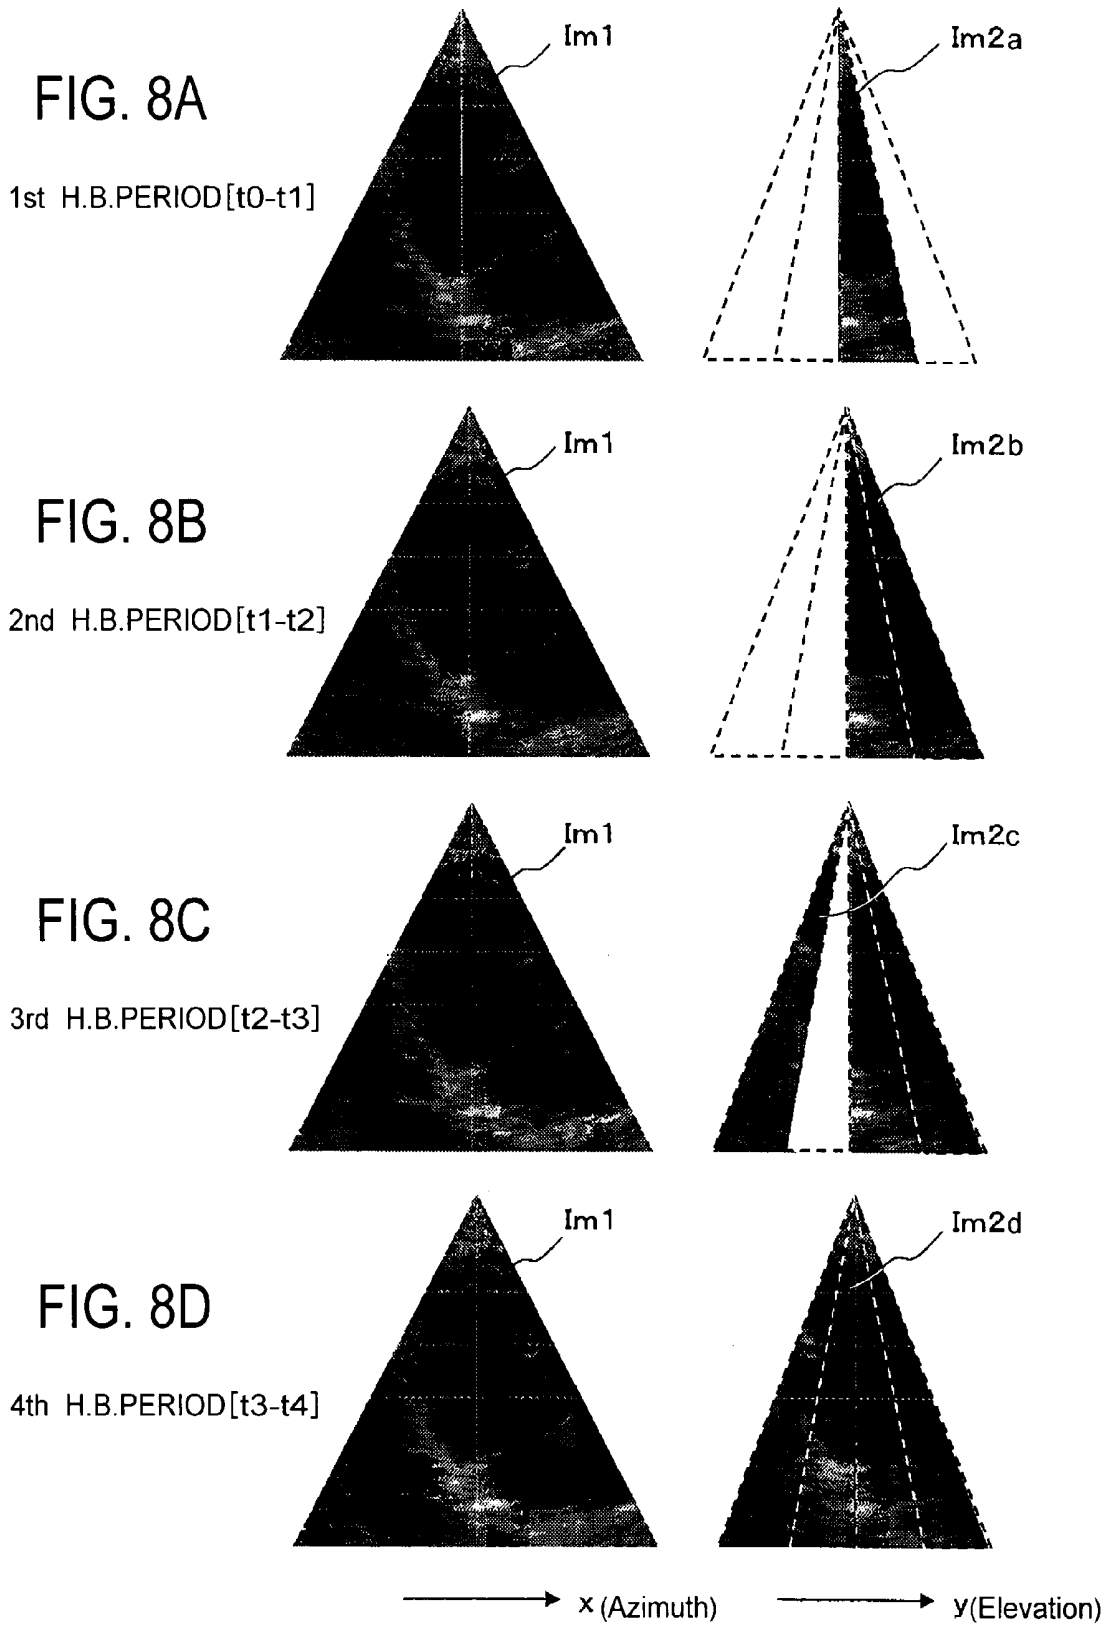 Im1
Im2a
FIG. 8A
1st H.B.PERIOD[t0-t1]
Im1
Im2b
FIG. 8B
2nd H.B.PERIOD[t1-t2]
Im1
Im2c
FIG. 8C
3rd H.B.PERIOD[t2-t3]
Im1
Im2d
FIG. 8D
4th H.B.PERIOD[t3-t4]
x (Azimuth)
y(Elevation)